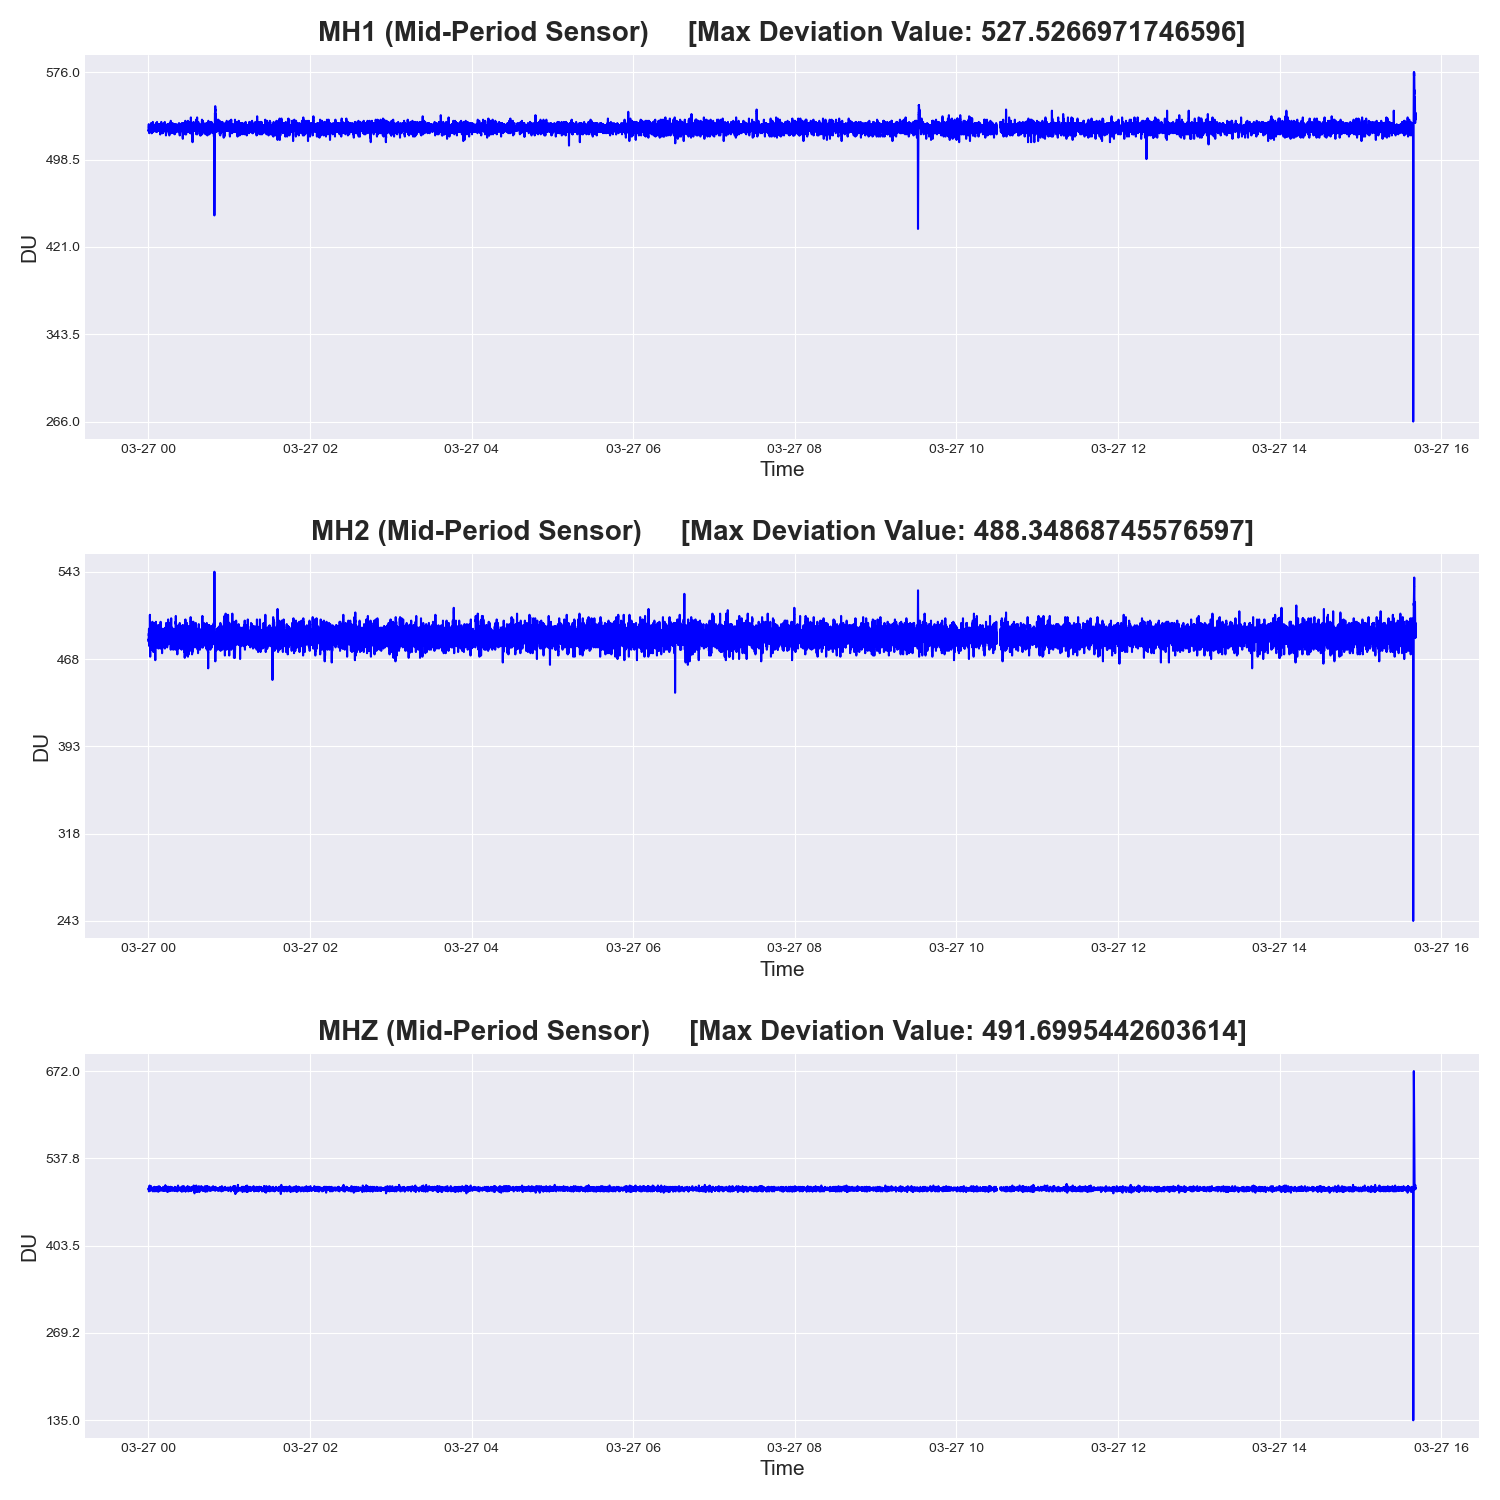 MH1 (Mid-Period Sensor) [Max Deviation Value: 527.5266971746596]
576.0
498.5
421.0
343.5
266.0
DU
03-27 00 03-27 02 03-27 04 03-27 06 03-27 08 03-27 10 03-27 12 03-27 14 03-27 16
Time
MH2 (Mid-Period Sensor) [Max Deviation Value: 488.34868745576597]
543
468
393
318
243
DU
03-27 00 03-27 02 03-27 04 03-27 06 03-27 08 03-27 10 03-27 12 03-27 14 03-27 16
Time
MHZ (Mid-Period Sensor) [Max Deviation Value: 491.6995442603614]
672.0
537.8
403.5
269.2
135.0
DU
03-27 00 03-27 02 03-27 04 03-27 06 03-27 08 03-27 10 03-27 12 03-27 14 03-27 16
Time